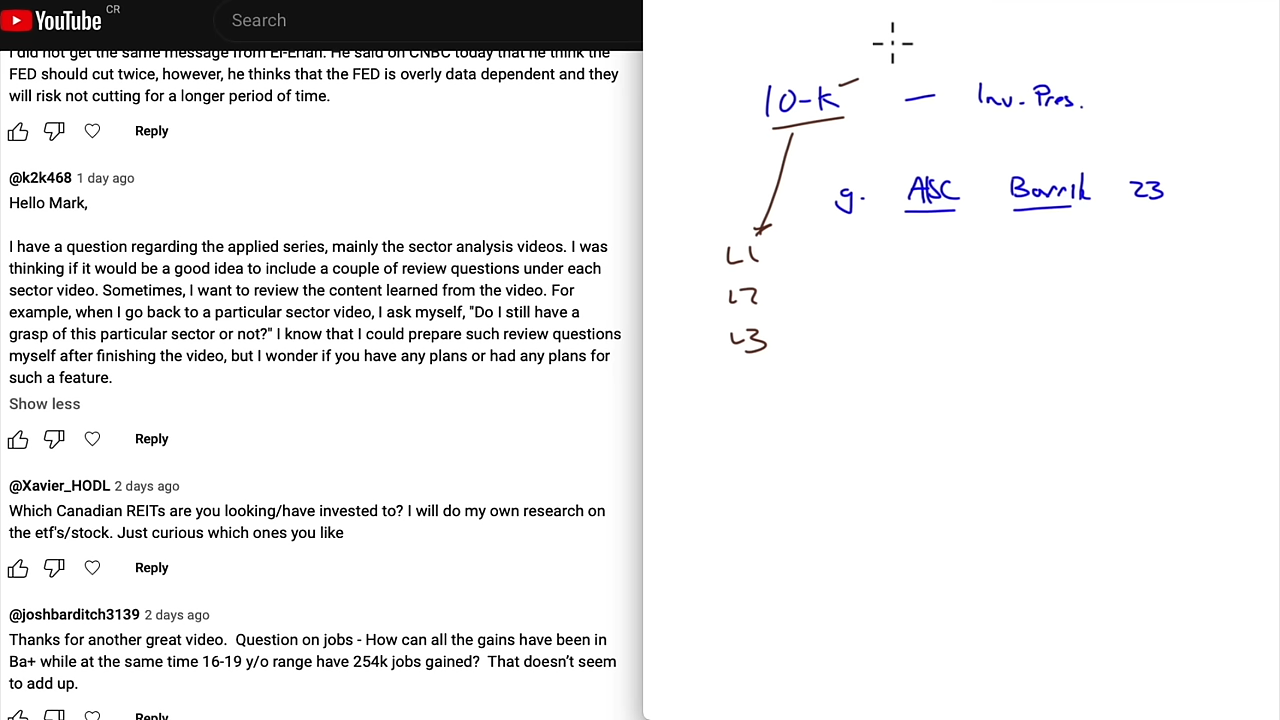 YouTube CR
Search
I did not get the same message from El-Erian. He said on CNBC today that he think the
FED should cut twice, however, he thinks that the FED is overly data dependent and they
will risk not cutting for a longer period of time.
Reply
@k2k468 1 day ago
Hello Mark,
I have a question regarding the applied series, mainly the sector analysis videos. I was
thinking if it would be a good idea to include a couple of review questions under each
sector video. Sometimes, I want to review the content learned from the video. For
example, when I go back to a particular sector video, I ask myself, "Do I still have a
grasp of this particular sector or not?" I know that I could prepare such review questions
myself after finishing the video, but I wonder if you have any plans or had any plans for
such a feature.
Show less
Reply
@Xavier_HODL 2 days ago
Which Canadian REITs are you looking/have invested to? I will do my own research on
the etf's/stock. Just curious which ones you like
Reply
@joshbarditch3139 2 days ago
Thanks for another great video.  Question on jobs - How can all the gains have been in
Ba+ while at the same time 16-19 y/o range have 254k jobs gained?  That doesn't seem
to add up.
Reply
10-K — Inv. Pres.
g. Barrik 23
L1
L2
L3